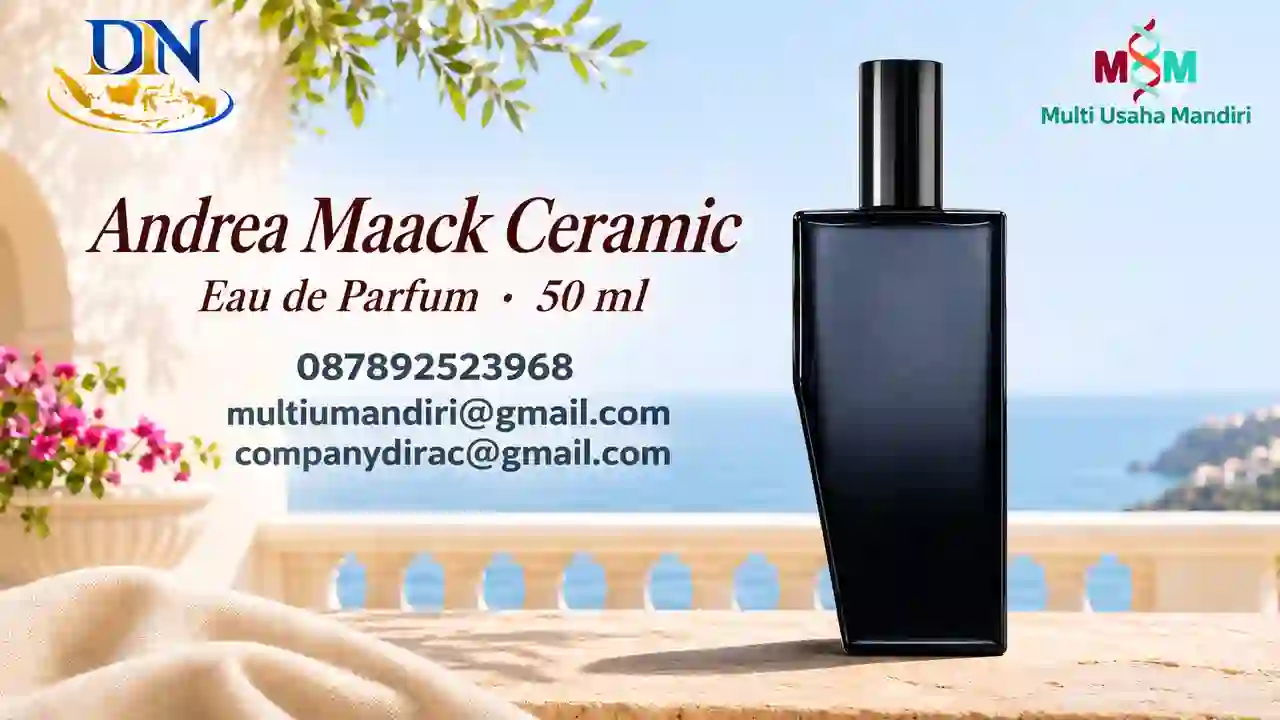 DN
MSM
Multi Usaha Mandiri
Andrea Maack Ceramic
Eau de Parfum • 50 ml
087892523968
multiumandiri@gmail.com
companydirac@gmail.com